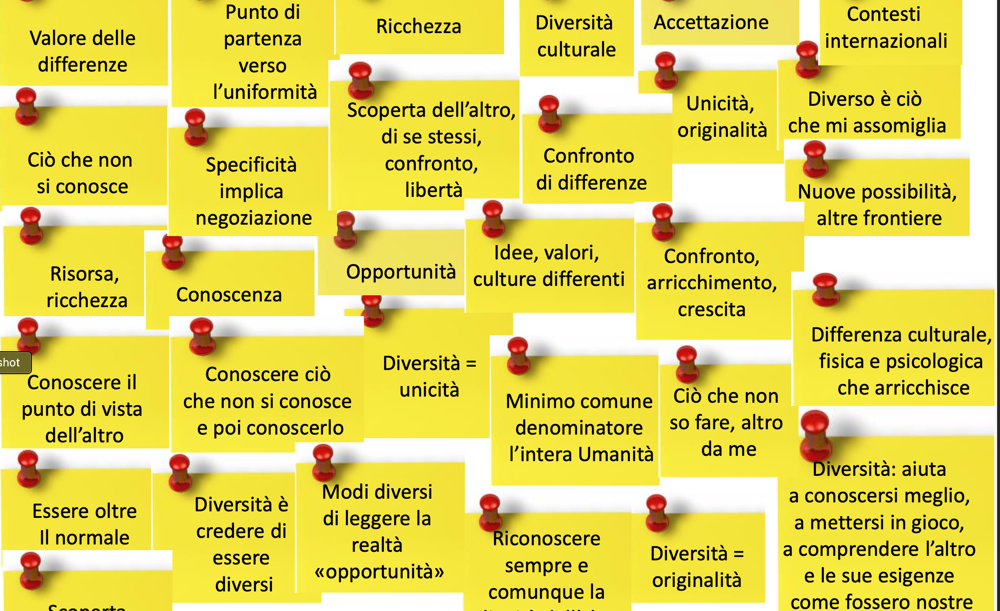 Valore delle
differenze
Punto di
partenza
verso
l’uniformità
Ricchezza
Diversità
culturale
Accettazione
Contesti
internazionali
Ciò che non
si conosce
Specificità
implica
negoziazione
Scoperta dell’altro,
di se stessi,
confronto,
libertà
Confronto
di differenze
Unicità,
originalità
Diverso è ciò
che mi assomiglia
Nuove possibilità,
altre frontiere
Risorsa,
ricchezza
Conoscenza
Opportunità
Idee, valori,
culture differenti
Confronto,
arricchimento,
crescita
Differenza culturale,
fisica e psicologica
che arricchisce
shot
Conoscere il
punto di vista
dell’altro
Conoscere ciò
che non si conosce
e poi conoscerlo
Diversità =
unicità
Minimo comune
denominatore
l’intera Umanità
Ciò che non
so fare, altro
da me
Diversità: aiuta
a conoscersi meglio,
a mettersi in gioco,
a comprendere l’altro
e le sue esigenze
come fossero nostre
Essere oltre
Il normale
Diversità è
credere di
essere
diversi
Modi diversi
di leggere la
realtà
«opportunità»
Riconoscere
sempre e
comunque la
Diversità =
originalità
Scoperta